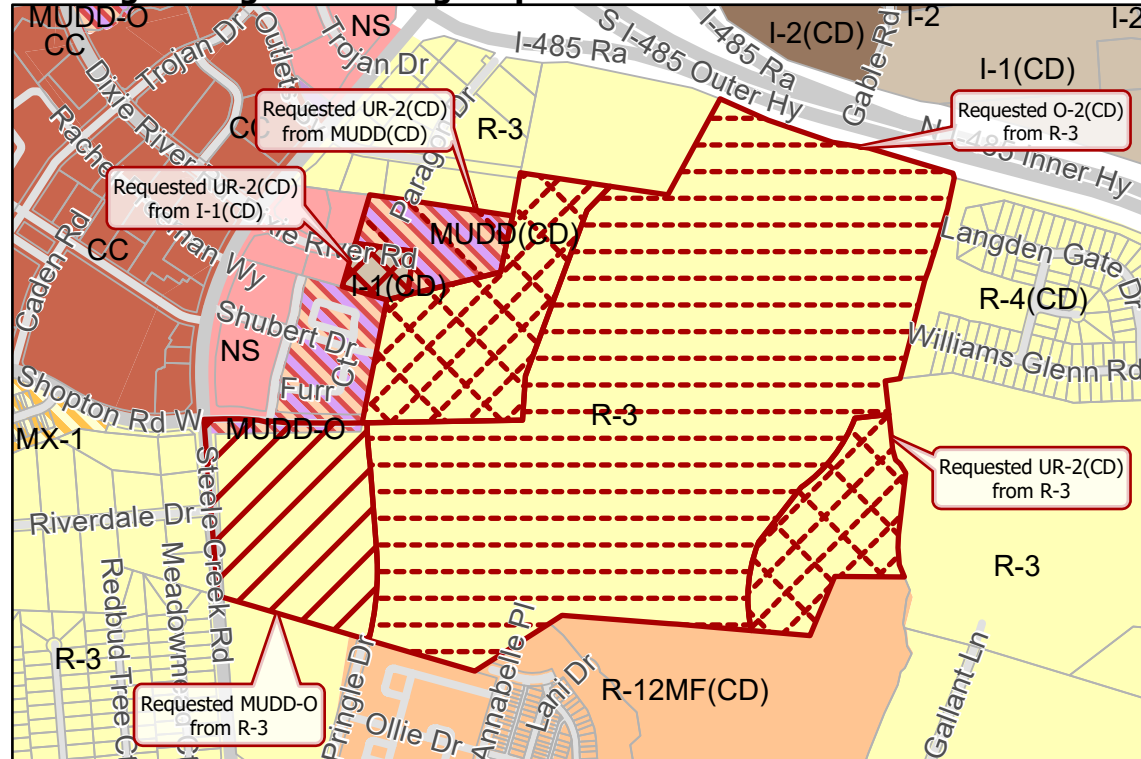 MUDD-O
CC
NS
Trojan Dr
Trojan Dr
I-485 Ra
S I-485 Outer Hy
I-485 Ra
I-2(CD)
Gable Rd
I-2
I-2
I-1(CD)
Dixie River Rd
Requested UR-2(CD)
from MUDD(CD)
Paragon Dr
R-3
Requested O-2(CD)
from R-3
N I-485 Inner Hy
Requested UR-2(CD)
from I-1(CD)
CC
Dixie River Rd
MUDD(CD)
I-1(CD)
Langden Gate Dr
R-4(CD)
Williams Glenn Rd
Caden Rd
CC
Shubert Dr
NS
Furr Ct
Shopton Rd W
MUDD-O
R-3
MX-1
Requested UR-2(CD)
from R-3
Riverdale Dr
Steele Creek Rd
Redbud Tree Ct
R-3
R-3
Requested MUDD-O
from R-3
Pringle Dr
Ollie Dr
Annabelle Pl
Lani Dr
R-12MF(CD)
Gallant Ln